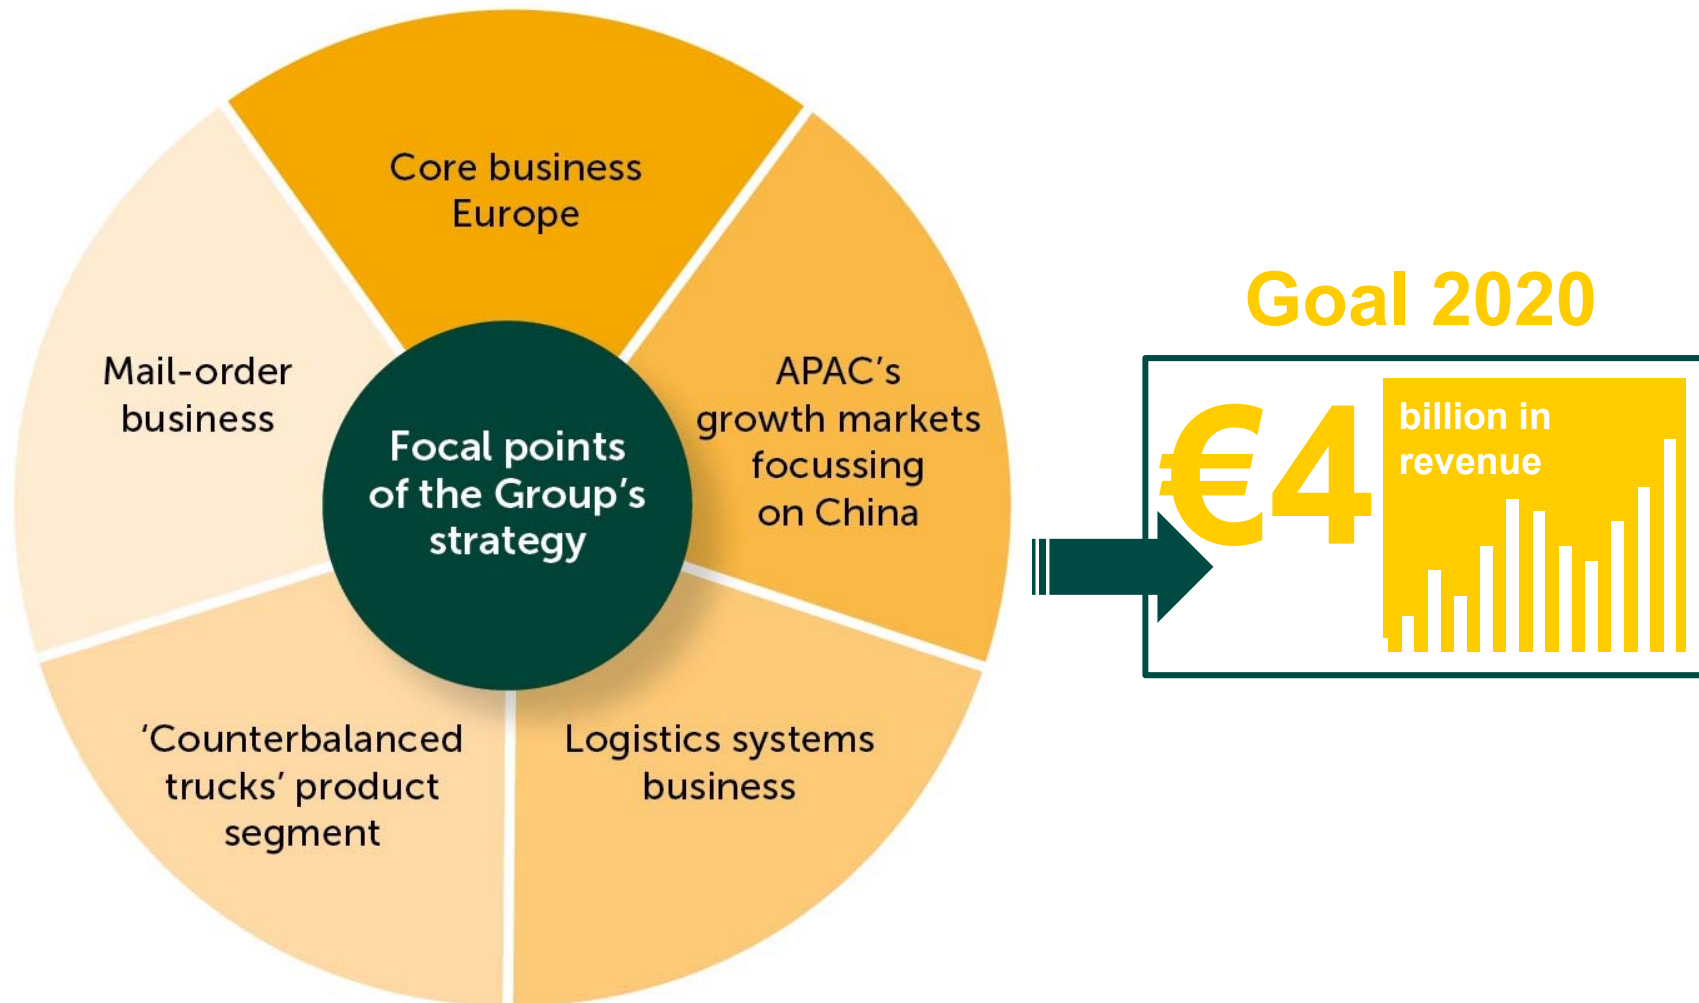 Core business
Europe
APAC’s
growth markets
focussing
on China
Logistics systems
business
‘Counterbalanced
trucks’ product
segment
Mail-order
business
Focal points
of the Group’s
strategy
Goal 2020
€4
billion in
revenue